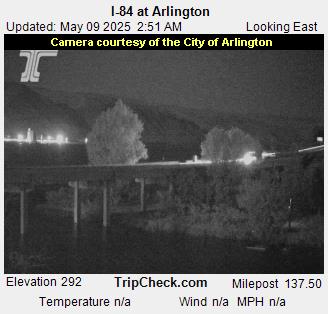 I-84 at Arlington
Updated: May 09 2025 2:51 AM Looking East
Camera courtesy of the City of Arlington
Elevation 292 TripCheck.com Milepost 137.50
Temperature n/a Wind n/a MPH n/a